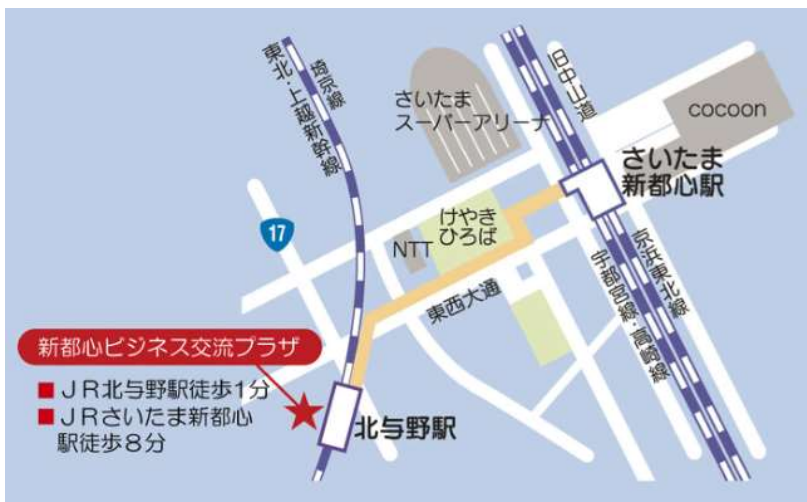 東北・上越新幹線
埼京線
さいたま
スーパーアリーナ
旧中山道
cocoon
さいたま
新都心駅
17
けやき
ひろば
NTT
東西大通
宇都宮線・高崎線
京浜東北線
新都心ビジネス交流プラザ
■ＪＲ北与野駅徒歩1分
■ＪＲさいたま新都心
駅徒歩８分
北与野駅